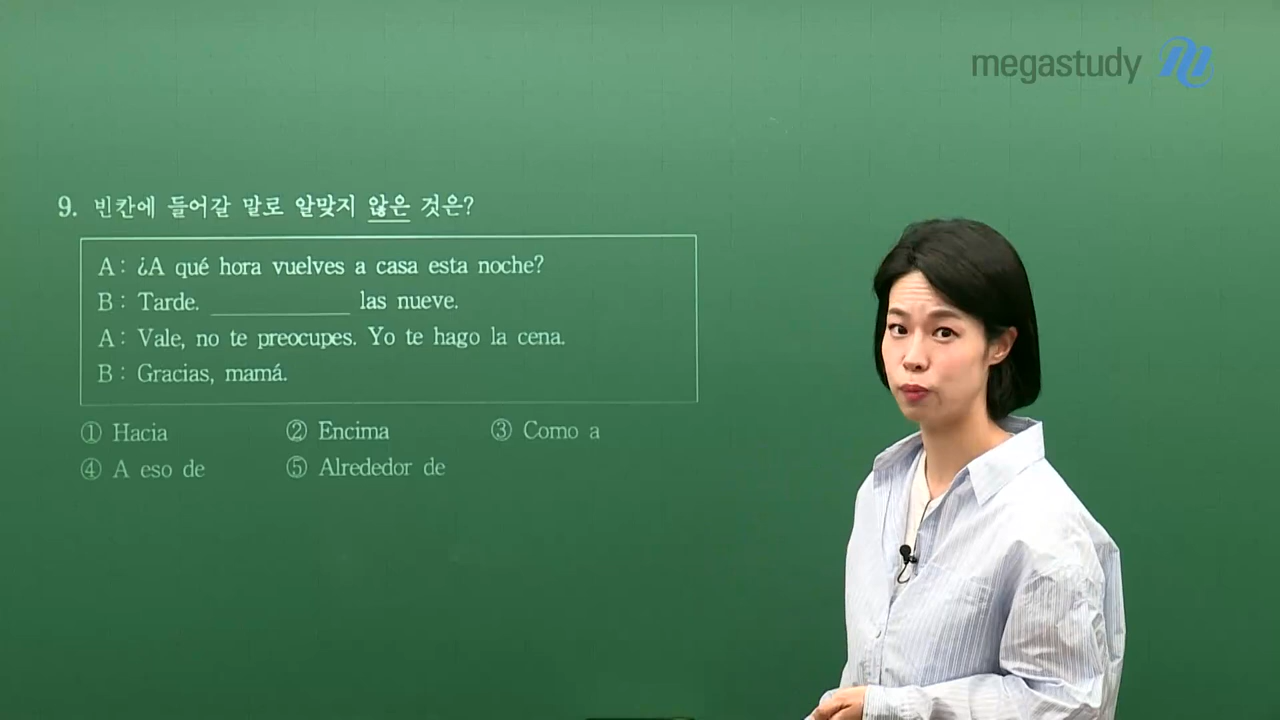 megastudy
9. 빈칸에 들어갈 말로 알맞지 않은 것은?
A : ¿A qué hora vuelves a casa esta noche?
B : Tarde. ____________ las nueve.
A : Vale, no te preocupes. Yo te hago la cena.
B : Gracias, mamá.
① Hacia ② Encima ③ Como a
④ A eso de ⑤ Alrededor de